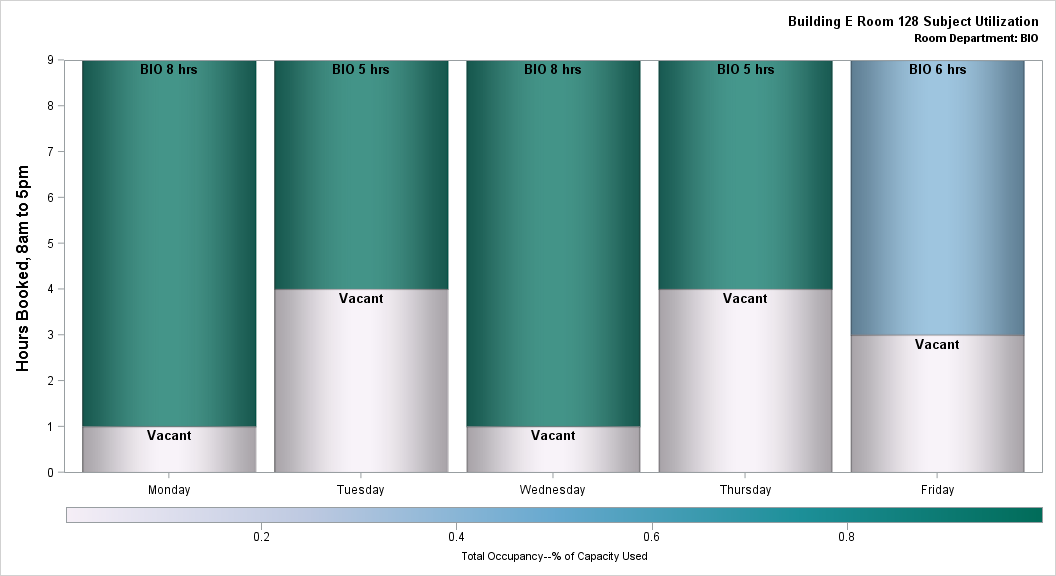 Building E Room 128 Subject Utilization
Room Department: BIO
Hours Booked, 8am to 5pm
9
8
7
6
5
4
3
2
1
0
BIO 8 hrs
BIO 5 hrs
BIO 8 hrs
BIO 5 hrs
BIO 6 hrs
Vacant
Vacant
Vacant
Vacant
Vacant
Monday
Tuesday
Wednesday
Thursday
Friday
0.2
0.4
0.6
0.8
Total Occupancy--% of Capacity Used